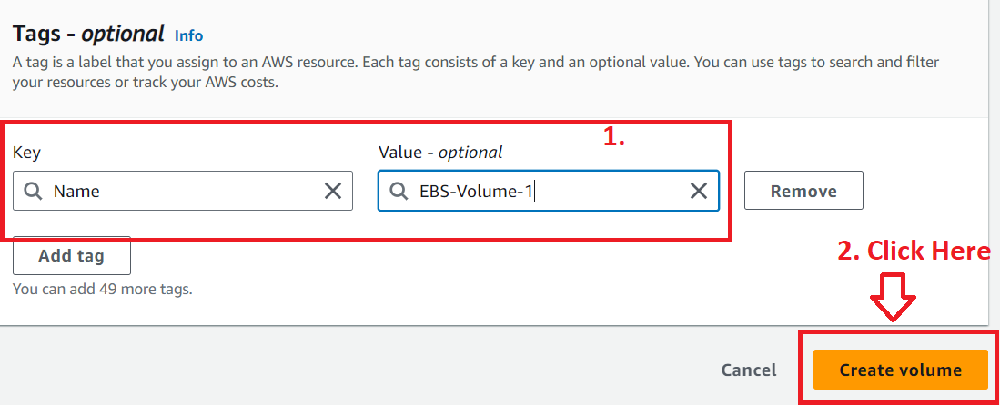 Tags - optional Info
A tag is a label that you assign to an AWS resource. Each tag consists of a key and an optional value. You can use tags to search and filter
your resources or track your AWS costs.
1.
Key
Value - optional
Name
EBS-Volume-1
Remove
Add tag
You can add 49 more tags.
2. Click Here
Cancel
Create volume